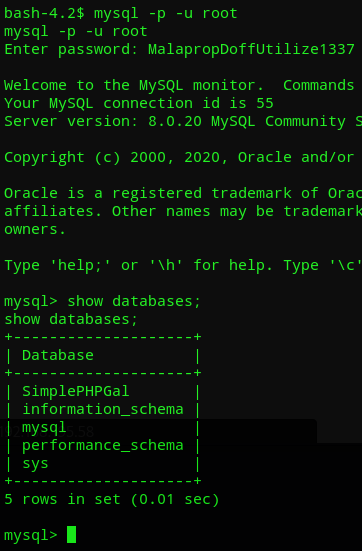 bash-4.2$ mysql -p -u root
mysql -p -u root
Enter password: MalapropDoffUtilize1337
Welcome to the MySQL monitor.  Commands
Your MySQL connection id is 55
Server version: 8.0.20 MySQL Community S
Copyright (c) 2000, 2020, Oracle and/or
Oracle is a registered trademark of Orac
affiliates. Other names may be trademark
owners.
Type 'help;' or '\h' for help. Type '\c'
mysql> show databases;
show databases;
+--------------------+
| Database           |
+--------------------+
| SimplePHPGal       |
| information_schema |
| mysql              |
| performance_schema |
| sys                |
+--------------------+
5 rows in set (0.01 sec)
mysql>